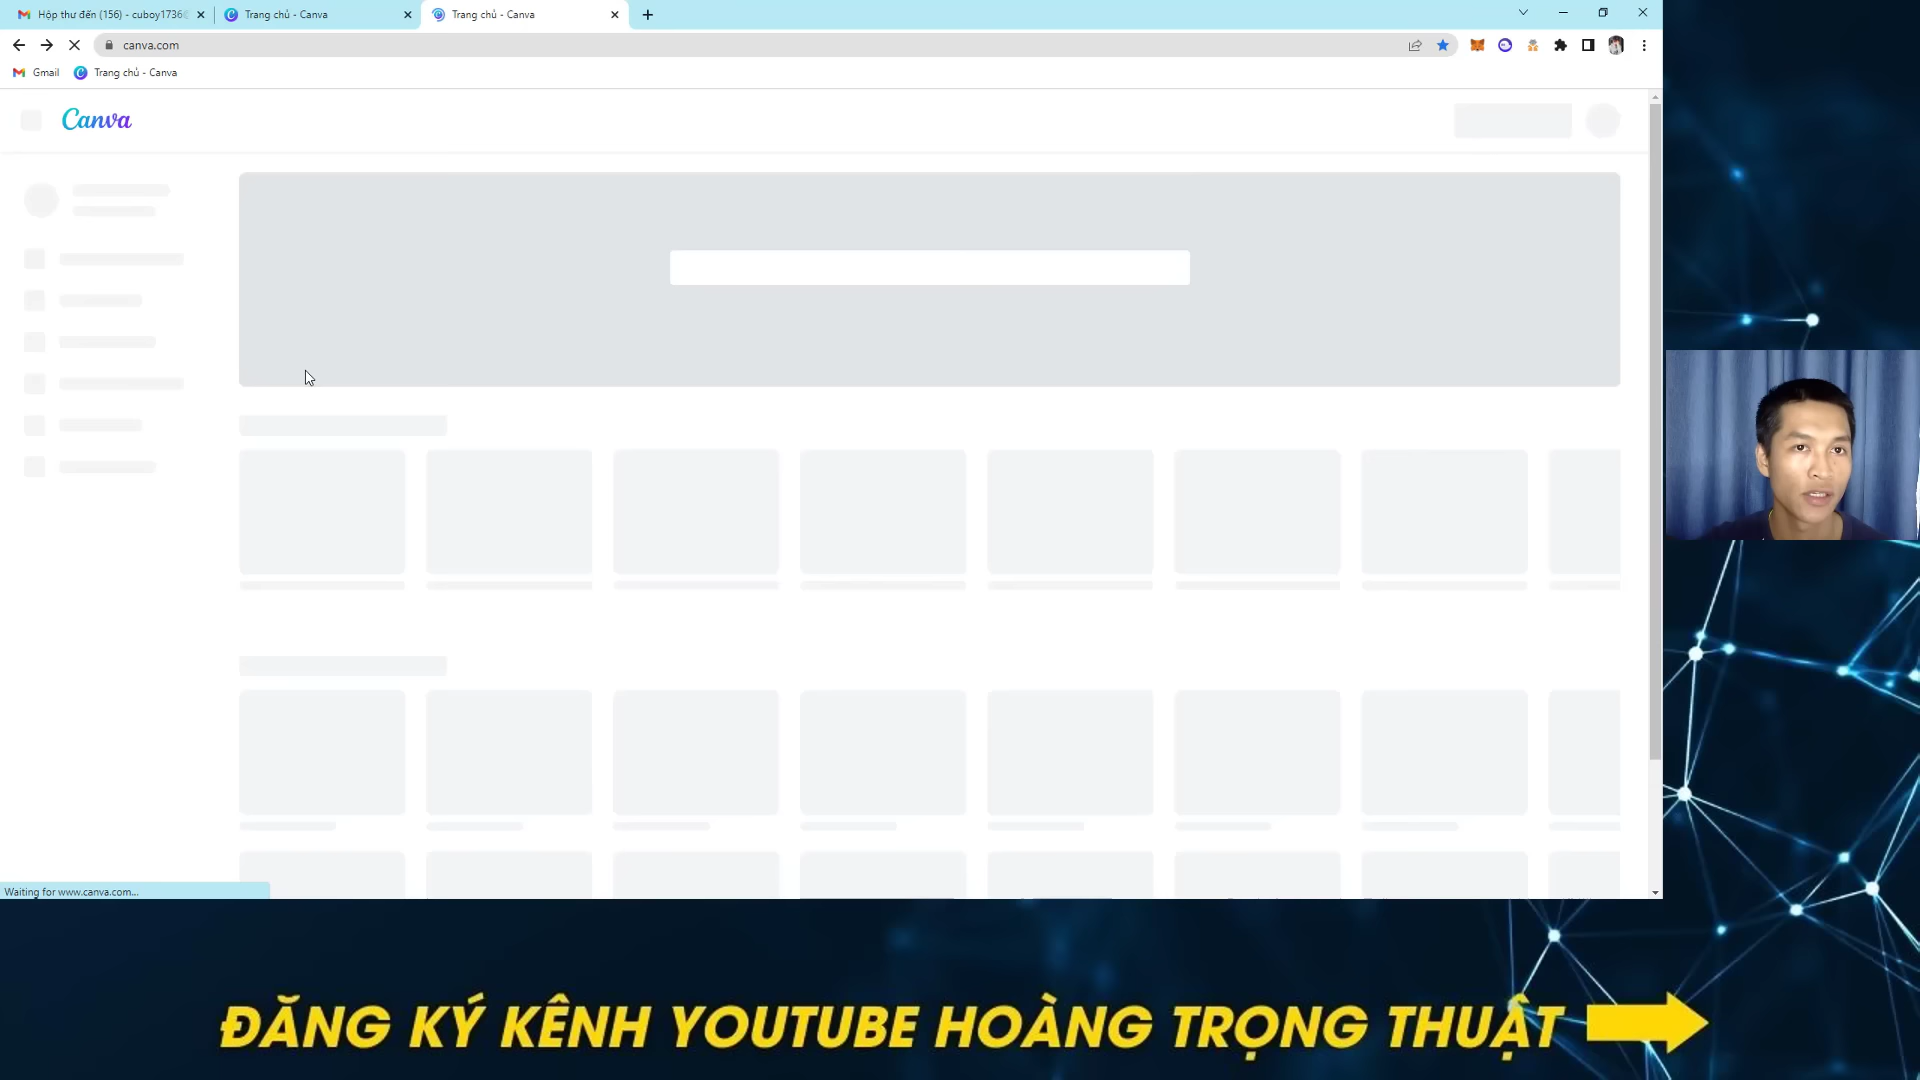 Hộp thư đến (156) - cuboy1736
Trang chủ - Canva
Trang chủ - Canva
canva.com
Gmail
Trang chủ - Canva
Canva
Waiting for www.canva.com...
ĐĂNG KÝ KÊNH YOUTUBE HOÀNG TRỌNG THUẬT